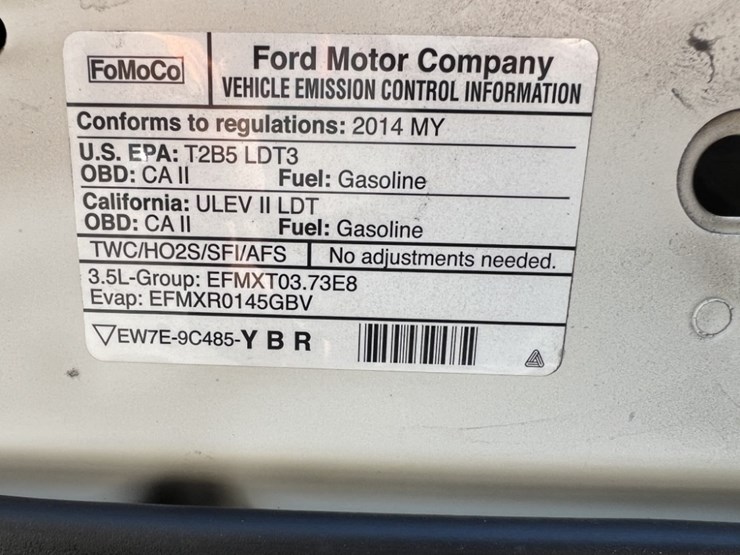 FoMoCo
Ford Motor Company
VEHICLE EMISSION CONTROL INFORMATION
Conforms to regulations: 2014 MY
U.S. EPA: T2B5 LDT3
OBD: CA II Fuel: Gasoline
California: ULEV II LDT
OBD: CA II Fuel: Gasoline
TWC/HO2S/SFI/AFS No adjustments needed.
3.5L-Group: EFMXT03.73E8
Evap: EFMXR0145GBV
EW7E-9C485-Y B R